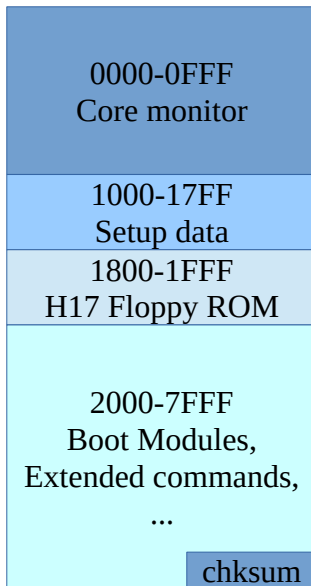 0000-0FFF
Core monitor
1000-17FF
Setup data
1800-1FFF
H17 Floppy ROM
2000-7FFF
Boot Modules,
Extended commands,
...
chksum